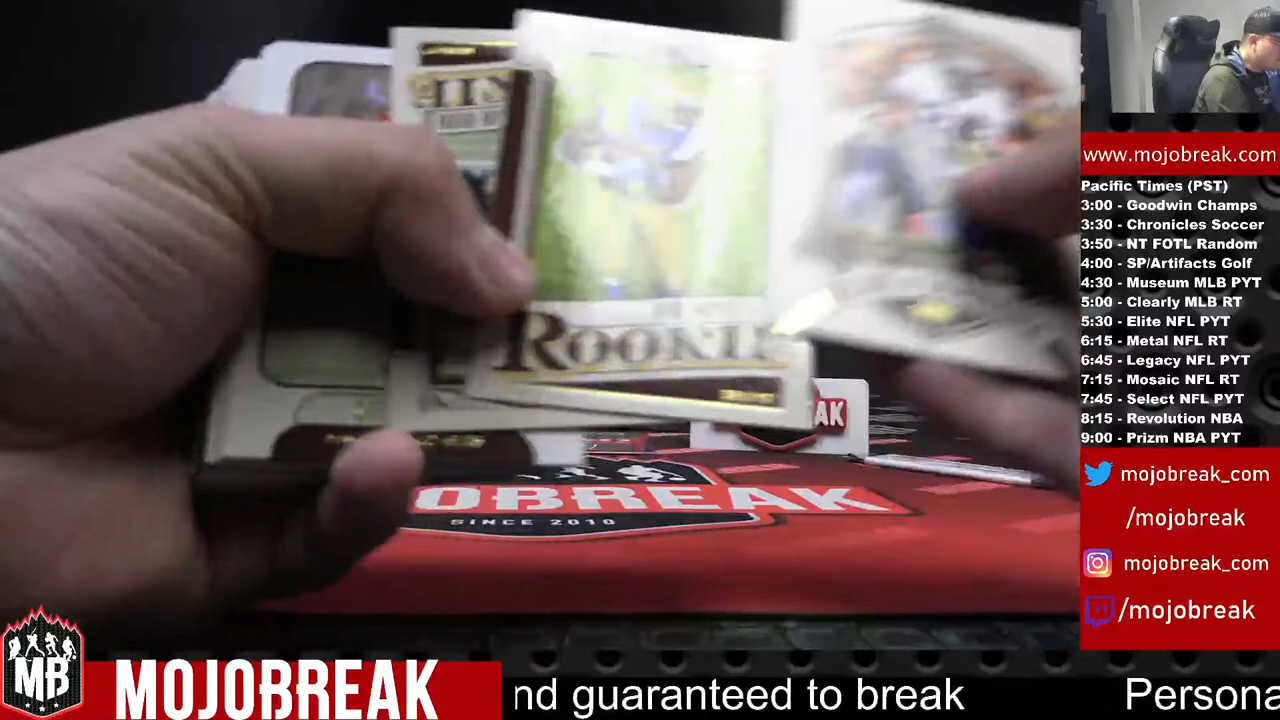 www.mojobreak.com
Pacific Times (PST)
3:00 - Goodwin Champs
3:30 - Chronicles Soccer
3:50 - NT FOTL Random
4:00 - SP/Artifacts Golf
4:30 - Museum MLB PYT
5:00 - Clearly MLB RT
5:30 - Elite NFL PYT
6:15 - Metal NFL RT
6:45 - Legacy NFL PYT
7:15 - Mosaic NFL RT
7:45 - Select NFL PYT
8:15 - Revolution NBA
9:00 - Prizm NBA PYT
mojobreak_com
/mojobreak
mojobreak_com
/mojobreak
ROOKIE
AK
OBREAK
SINCE 2010
MB
MOJOBREAK
nd guaranteed to break
Persona